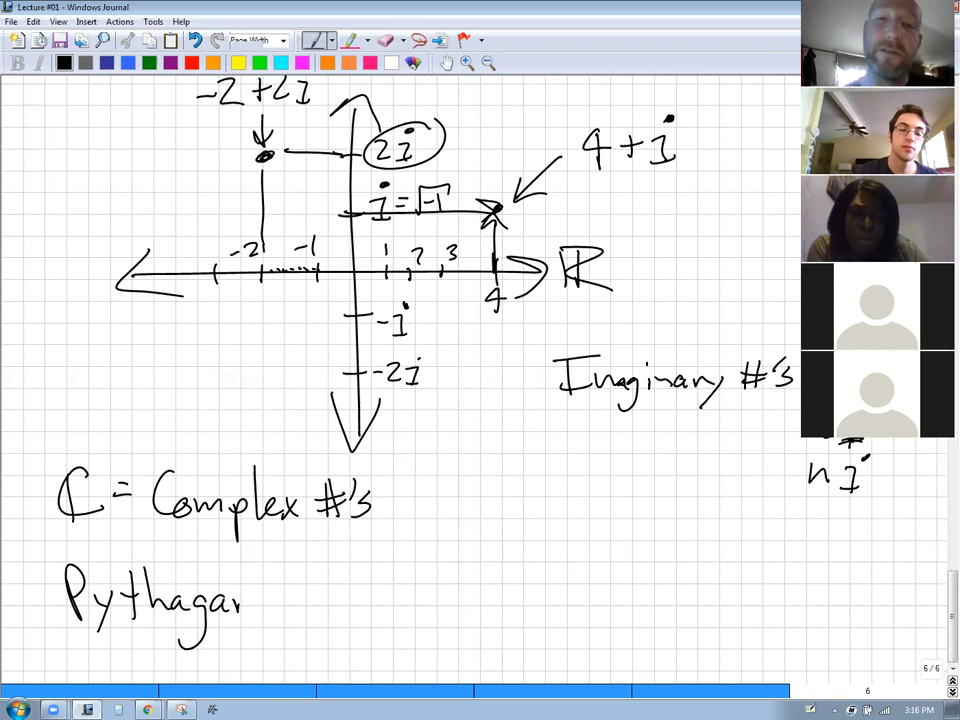 Lecture #01 - Windows Journal
File Edit View Insert Actions Tools Help
Page Width
B I
-2 + 2i
2i
4 + i
i = √-1
-2 -1 1 2 3 ℝ
4
-i
-2i
Imaginary #'s
ni
ℂ = Complex #'s
Pythagar
6 / 6
6
3:16 PM